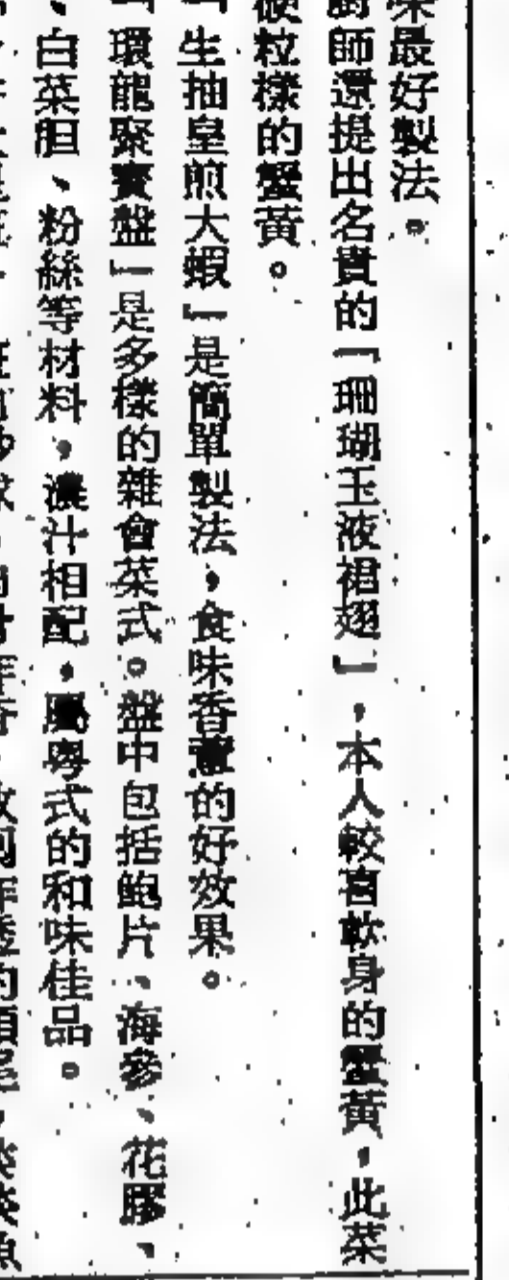 最好製法。
廚師還提出名貴的「珊瑚玉液裙翅」,本人較喜軟身的蟹黃,此菜
硬粒樣的蟹黃。
「生抽皇煎大蝦」是簡單製法,食味香濃的好效果。
「環龍聚寶盤」是多樣的雜會菜式。盤中包括鮑片、海參、花膠、
、白菜胆、粉絲等材料,濃汁相配,屬粵式的和味佳品。